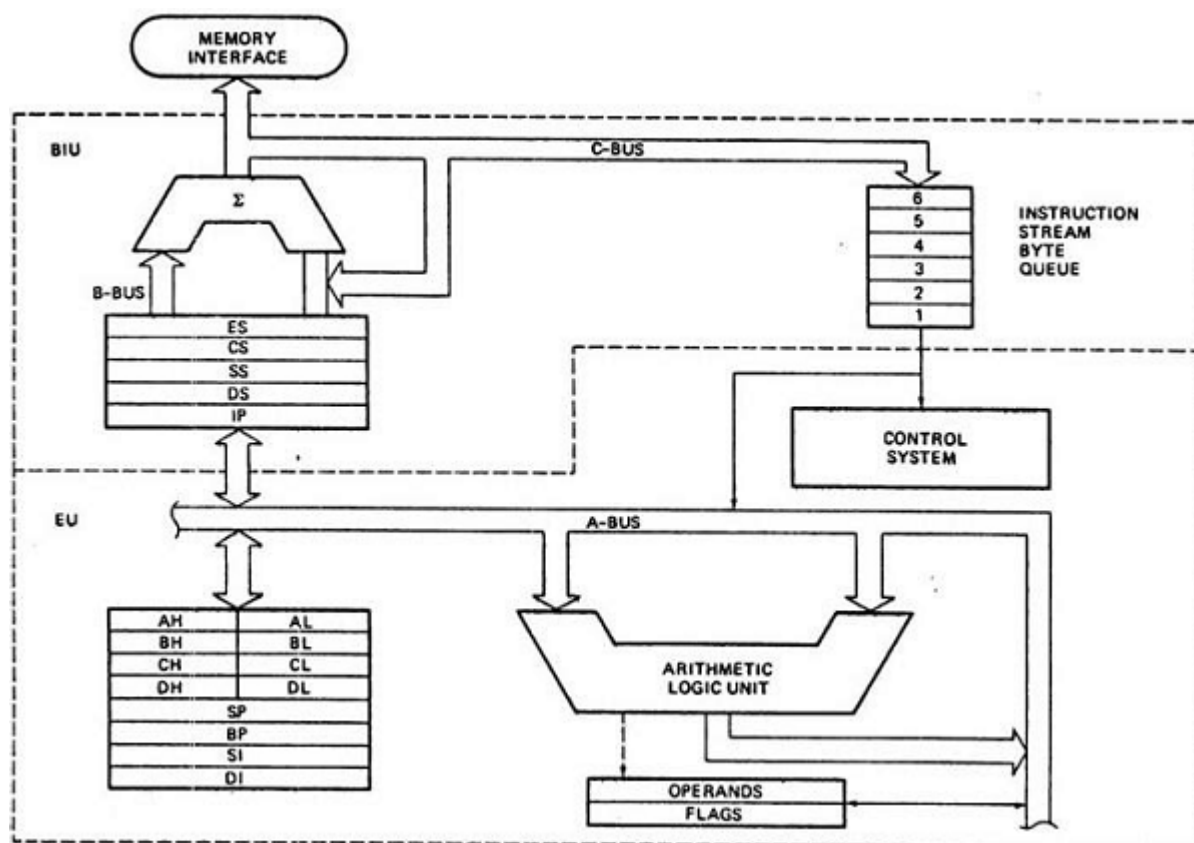 MEMORY
INTERFACE
BIU
C-BUS
Σ
B-BUS
6
5
4
3
2
1
INSTRUCTION
STREAM
BYTE
QUEUE
ES
CS
SS
DS
IP
CONTROL
SYSTEM
EU
A-BUS
AH AL
BH BL
CH CL
DH DL
SP
BP
SI
DI
ARITHMETIC
LOGIC UNIT
OPERANDS
FLAGS